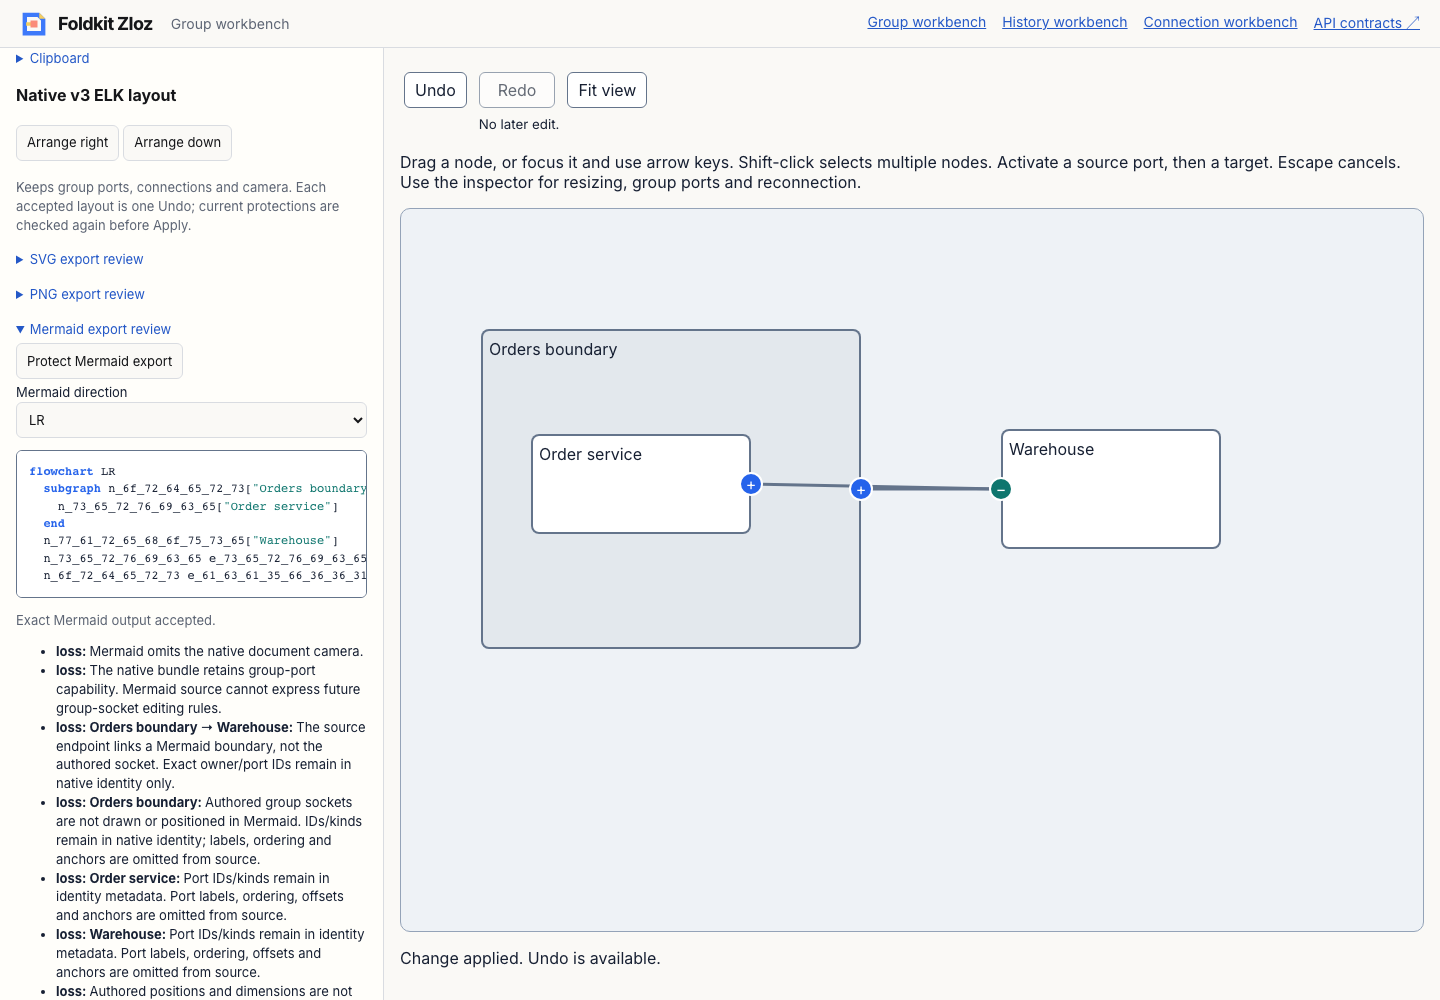 Foldkit Zloz
Group workbench
Group workbench
History workbench
Connection workbench
API contracts ↗
Clipboard
Native v3 ELK layout
Arrange right
Arrange down
Keeps group ports, connections and camera. Each
accepted layout is one Undo; current protections are
checked again before Apply.
SVG export review
PNG export review
Mermaid export review
Protect Mermaid export
Mermaid direction
LR
flowchart LR
subgraph n_6f_72_64_65_72_73["Orders boundary
n_73_65_72_76_69_63_65["Order service"]
end
n_77_61_72_65_68_6f_75_73_65["Warehouse"]
n_73_65_72_76_69_63_65 e_73_65_72_76_69_63_65
n_6f_72_64_65_72_73 e_61_63_61_35_66_36_36_31
Exact Mermaid output accepted.
• loss: Mermaid omits the native document camera.
• loss: The native bundle retains group-port
capability. Mermaid source cannot express future
group-socket editing rules.
• loss: Orders boundary → Warehouse: The source
endpoint links a Mermaid boundary, not the
authored socket. Exact owner/port IDs remain in
native identity only.
• loss: Orders boundary: Authored group sockets
are not drawn or positioned in Mermaid. IDs/kinds
remain in native identity; labels, ordering and
anchors are omitted from source.
• loss: Order service: Port IDs/kinds remain in
identity metadata. Port labels, ordering, offsets
and anchors are omitted from source.
• loss: Warehouse: Port IDs/kinds remain in identity
metadata. Port labels, ordering, offsets and
anchors are omitted from source.
• loss: Authored positions and dimensions are not
Undo
Redo
Fit view
No later edit.
Drag a node, or focus it and use arrow keys. Shift-click selects multiple nodes. Activate a source port, then a target. Escape cancels.
Use the inspector for resizing, group ports and reconnection.
Orders boundary
Order service
+
+
Warehouse
−
Change applied. Undo is available.